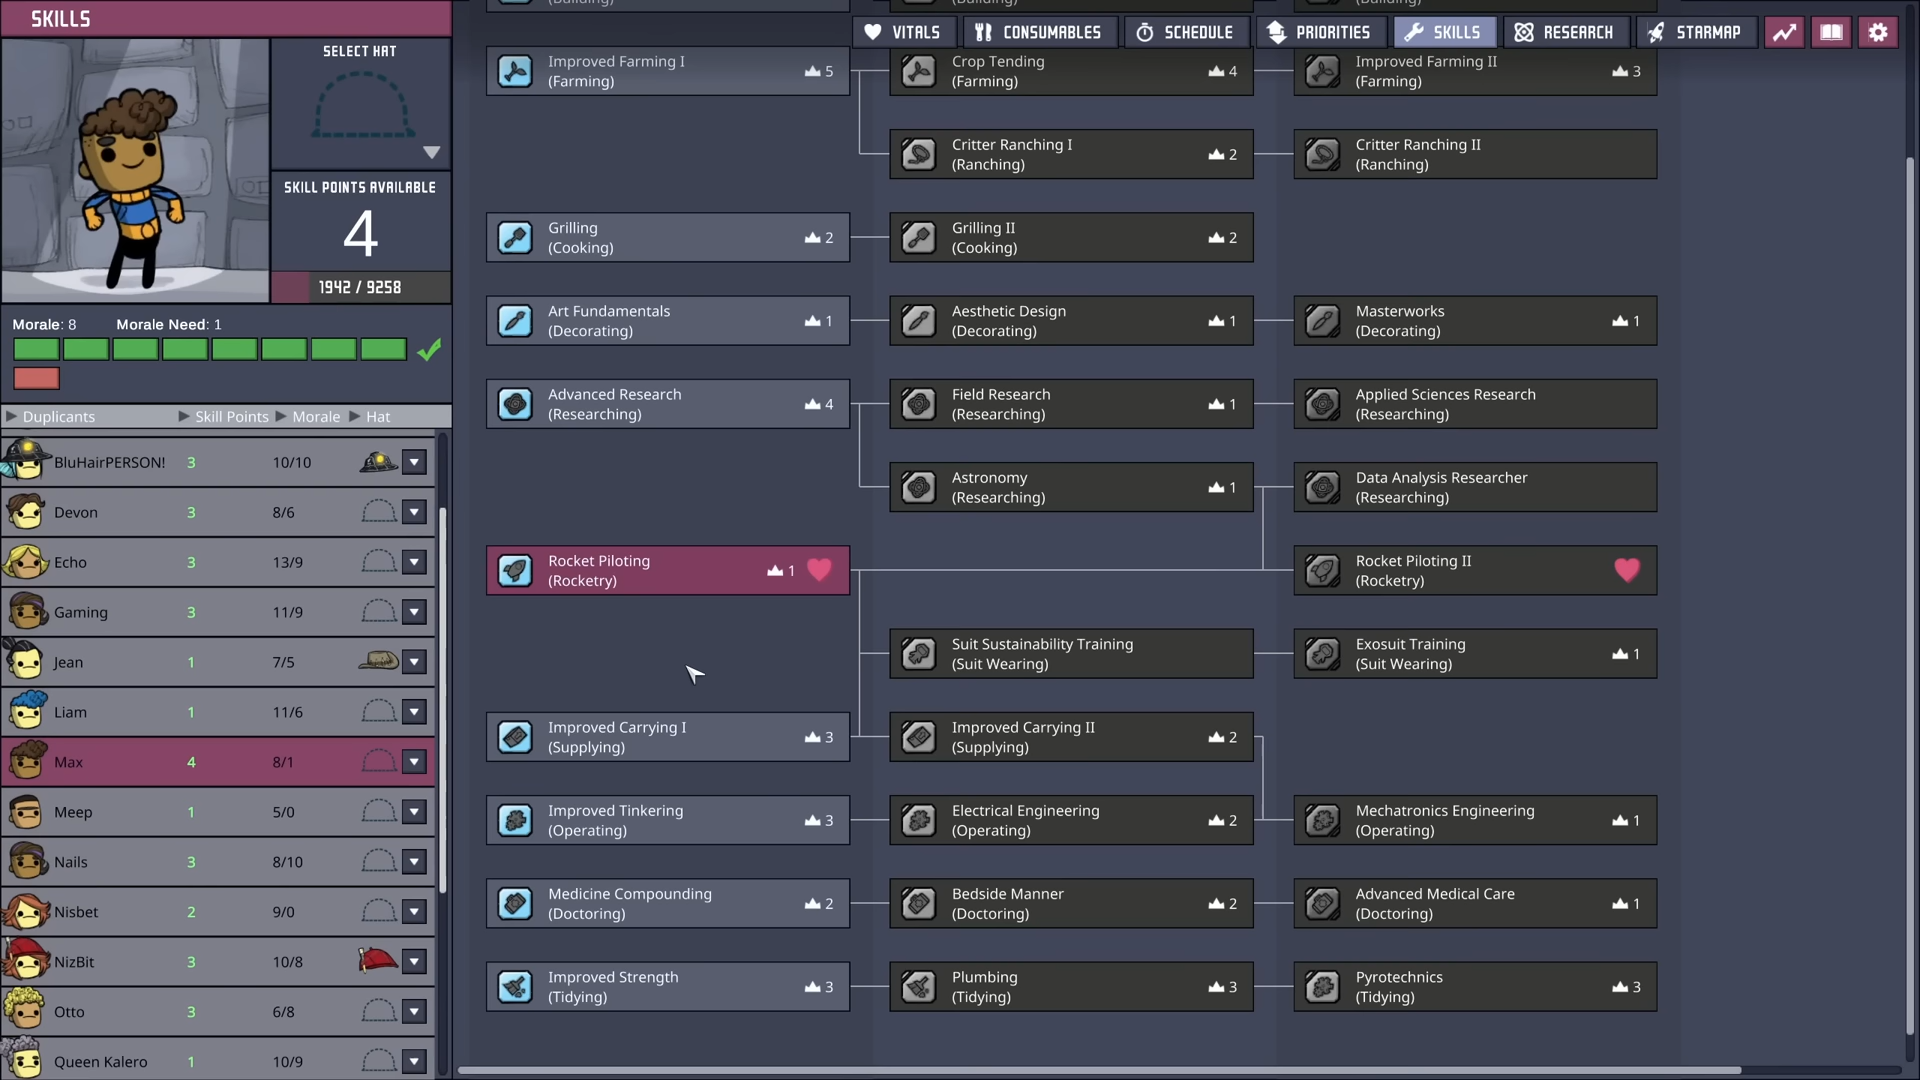 SKILLS
SELECT HAT
SKILL POINTS AVAILABLE
4
1942 / 9258
Morale: 8 Morale Need: 1
Duplicants Skill Points Morale Hat
BluHairPERSON! 3 10/10
Devon 3 8/6
Echo 3 13/9
Gaming 3 11/9
Jean 1 7/5
Liam 1 11/6
Max 4 8/1
Meep 1 5/0
Nails 3 8/10
Nisbet 2 9/0
NizBit 3 10/8
Otto 3 6/8
Queen Kalero 1 10/9
VITALS CONSUMABLES SCHEDULE PRIORITIES SKILLS RESEARCH STARMAP
(Building)
Improved Farming I
(Farming)
5
Crop Tending
(Farming)
4
Improved Farming II
(Farming)
3
Critter Ranching I
(Ranching)
2
Critter Ranching II
(Ranching)
Grilling
(Cooking)
2
Grilling II
(Cooking)
2
Art Fundamentals
(Decorating)
1
Aesthetic Design
(Decorating)
1
Masterworks
(Decorating)
1
Advanced Research
(Researching)
4
Field Research
(Researching)
1
Applied Sciences Research
(Researching)
Astronomy
(Researching)
1
Data Analysis Researcher
(Researching)
Rocket Piloting
(Rocketry)
1
Rocket Piloting II
(Rocketry)
Suit Sustainability Training
(Suit Wearing)
Exosuit Training
(Suit Wearing)
1
Improved Carrying I
(Supplying)
3
Improved Carrying II
(Supplying)
2
Improved Tinkering
(Operating)
3
Electrical Engineering
(Operating)
2
Mechatronics Engineering
(Operating)
1
Medicine Compounding
(Doctoring)
2
Bedside Manner
(Doctoring)
2
Advanced Medical Care
(Doctoring)
1
Improved Strength
(Tidying)
3
Plumbing
(Tidying)
3
Pyrotechnics
(Tidying)
3